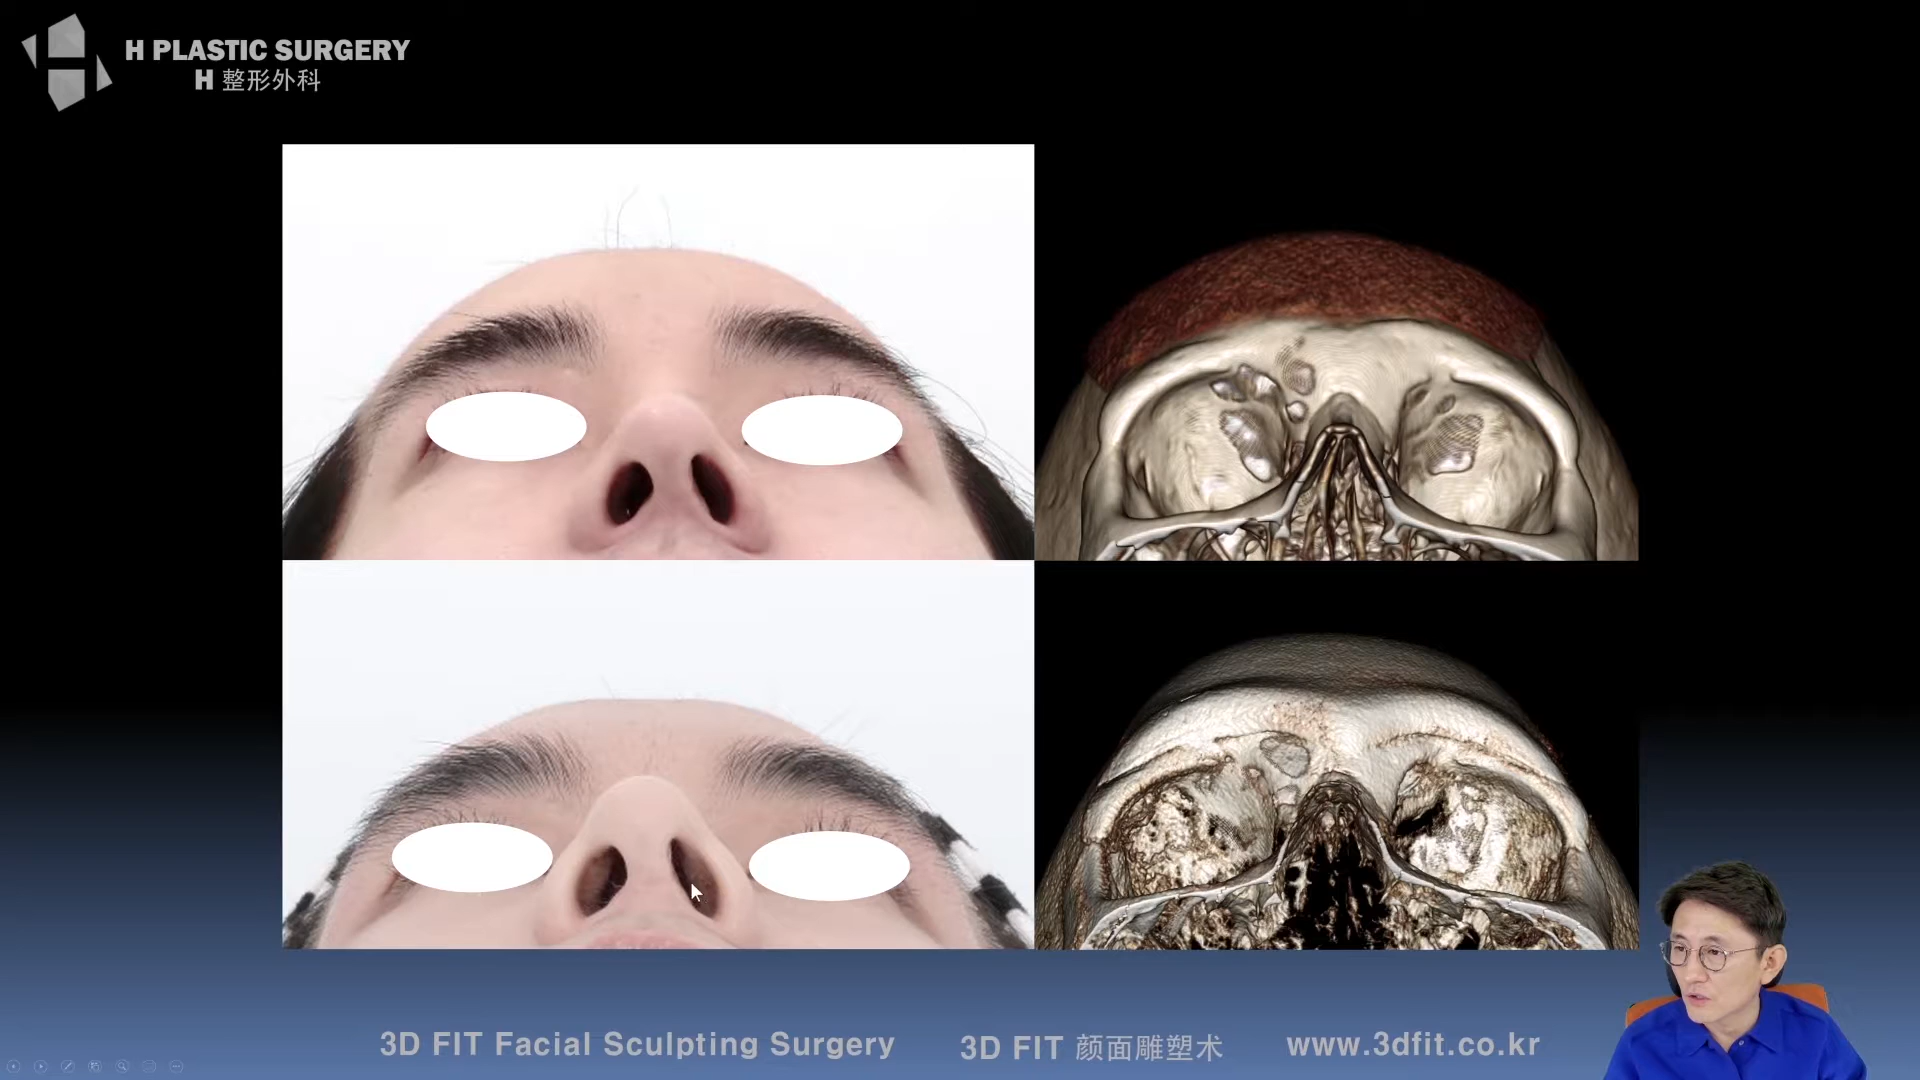 H PLASTIC SURGERY
H 整形外科
3D FIT Facial Sculpting Surgery 3D FIT 颜面雕塑术 www.3dfit.co.kr